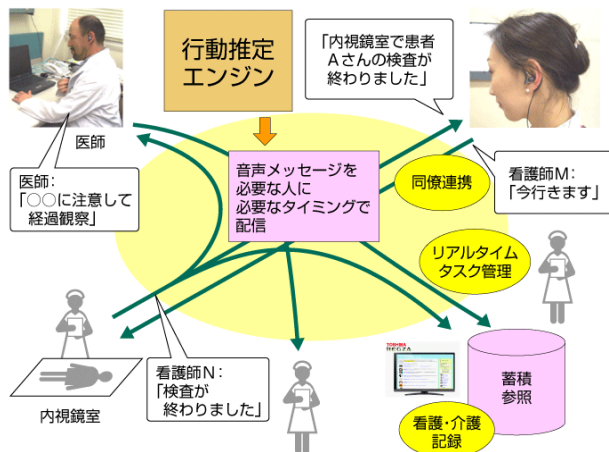 行動推定
エンジン
「内視鏡室で患者
Aさんの検査が
終わりました」
医師
医師：
「○○に注意して
経過観察」
音声メッセージを
必要な人に
必要なタイミングで
配信
同僚連携
看護師M：
「今行きます」
リアルタイム
タスク管理
内視鏡室
看護師N：
「検査が
終わりました」
TOSHIBA
REGZA
蓄積
参照
看護・介護
記録